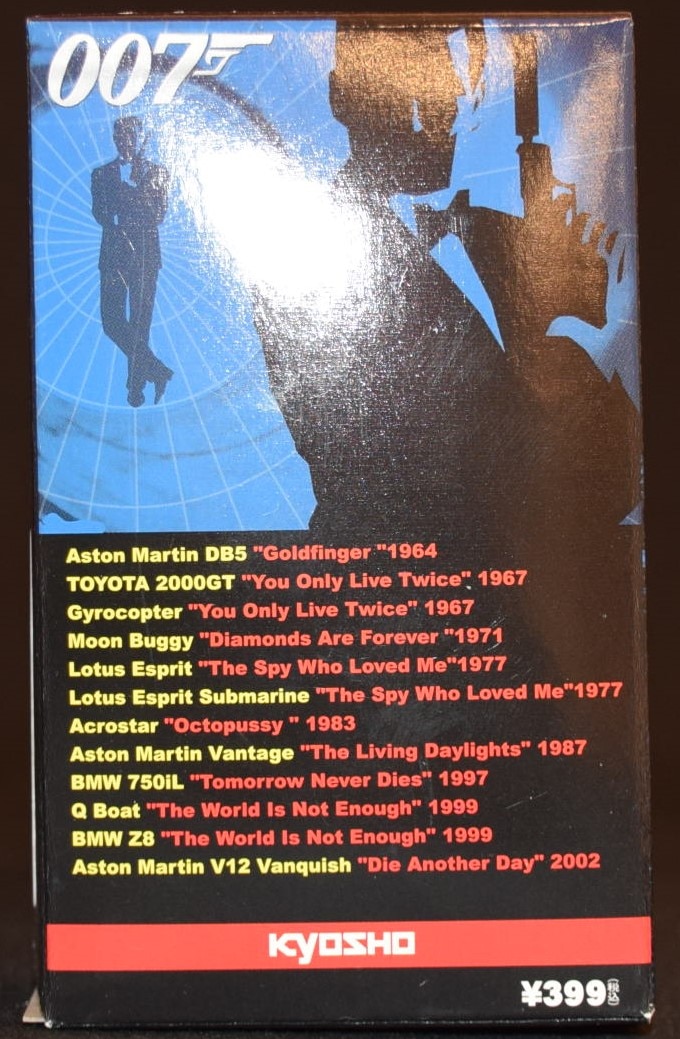 007
Aston Martin DB5 "Goldfinger "1964
TOYOTA 2000GT "You Only Live Twice" 1967
Gyrocopter "You Only Live Twice" 1967
Moon Buggy "Diamonds Are Forever "1971
Lotus Esprit "The Spy Who Loved Me"1977
Lotus Esprit Submarine "The Spy Who Loved Me"1977
Acrostar "Octopussy " 1983
Aston Martin Vantage "The Living Daylights" 1987
BMW 750iL "Tomorrow Never Dies" 1997
Q Boat "The World Is Not Enough" 1999
BMW Z8 "The World Is Not Enough" 1999
Aston Martin V12 Vanquish "Die Another Day" 2002
KYOSHO
¥399(税込)